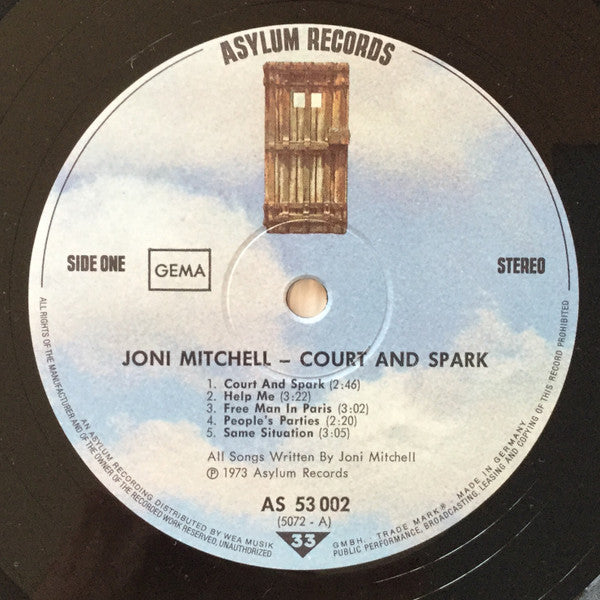 ASYLUM RECORDS
SIDE ONE
GEMA
STEREO
JONI MITCHELL – COURT AND SPARK
1. Court And Spark (2:46)
2. Help Me (3:22)
3. Free Man In Paris (3:02)
4. People's Parties (2:20)
5. Same Situation (3:05)
All Songs Written By Joni Mitchell
Ⓟ 1973 Asylum Records
AS 53 002
(5072 - A)
33
ALL RIGHTS OF THE MANUFACTURER AND OF THE OWNER OF THE RECORDED WORK RESERVED, UNAUTHORIZED
PUBLIC PERFORMANCE, BROADCASTING, LEASING AND COPYING OF THIS RECORD PROHIBITED
AN ASYLUM RECORDING DISTRIBUTED BY WEA MUSIK
GMBH. TRADE MARK®. MADE IN GERMANY.